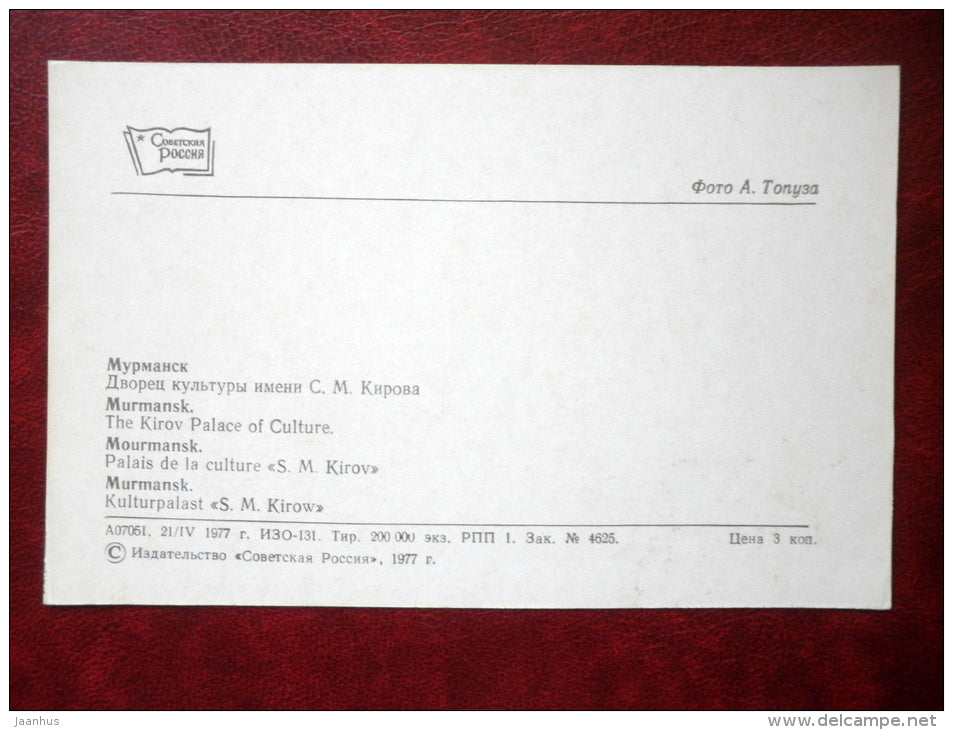 Советская
Россия
Фото А. Топуза
Мурманск
Дворец культуры имени С. М. Кирова
Murmansk.
The Kirov Palace of Culture.
Mourmansk.
Palais de la culture «S. M. Kirov»
Murmansk.
Kulturpalast «S. M. Kirow»
А07051. 21/IV 1977 г. ИЗО-131. Тир. 200 000 экз. РПП 1. Зак. № 4625. Цена 3 коп.
© Издательство «Советская Россия», 1977 г.
jaanhus
www.delcampe.net